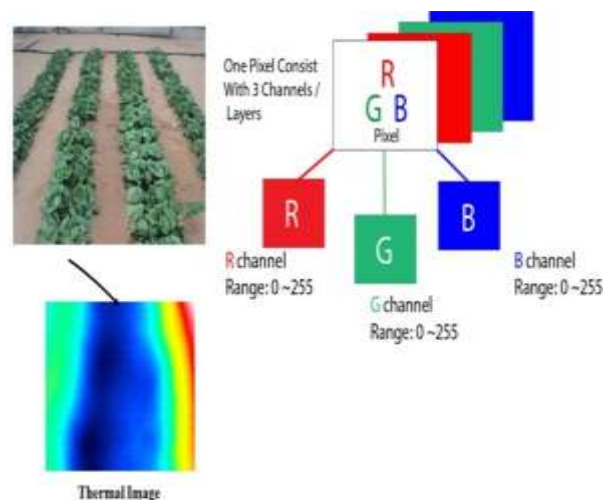 One Pixel Consist
With 3 Channels /
Layers
R
G B
Pixel
R
G
B
R channel
Range: 0 ~255
G channel
Range: 0 ~255
B channel
Range: 0 ~255
Thermal Image